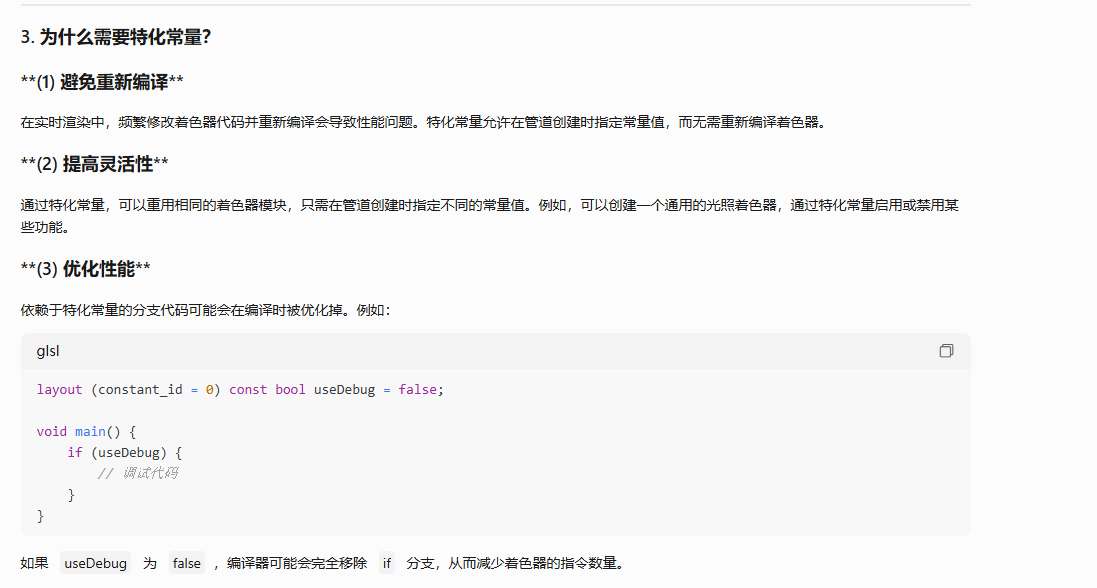 3. 为什么需要特化常量?
**(1) 避免重新编译**
在实时渲染中，频繁修改着色器代码并重新编译会导致性能问题。特化常量允许在管道创建时指定常量值，而无需重新编译着色器。
**(2) 提高灵活性**
通过特化常量，可以重用相同的着色器模块，只需在管道创建时指定不同的常量值。例如，可以创建一个通用的光照着色器，通过特化常量启用或禁用某
些功能。
**(3) 优化性能**
依赖于特化常量的分支代码可能会在编译时被优化掉。例如：
glsl
layout (constant_id = 0) const bool useDebug = false;
void main() {
    if (useDebug) {
        // 调试代码
    }
}
如果 useDebug 为 false ，编译器可能会完全移除 if 分支，从而减少着色器的指令数量。